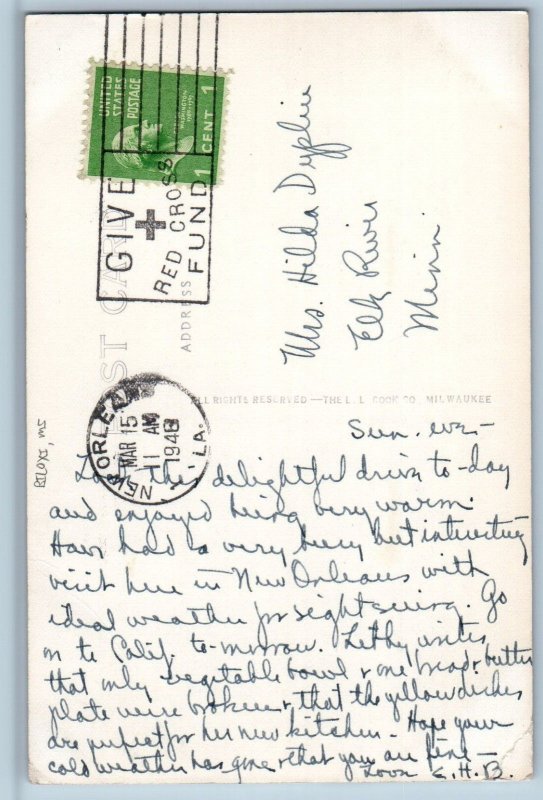 UNITED
STATES
POSTAGE
1 CENT 1
GIVE
+
RED CROSS
FUND
POST CARD
ADDRESS
Mrs. Hilda
Elk River
Minn
ALL RIGHTS RESERVED—THE L. L. COOK CO., MILWAUKEE
NEW ORLEANS
MAR 15
11 AM
1948
LA.
BILOXI, MS
Sun. eve—
this delightful drive to-day
and enjoyed being very warm.
Have had a very busy but interesting
visit here in New Orleans with
ideal weather for sightseeing. Go
on to Calif. to-morrow. writes
that only vegetable bowl & one bread & butter
plate were broken & that the yellow dishes
are perfect for her new kitchen — Hope your
cold weather has gone & that you are fine —
Love E.H.B.